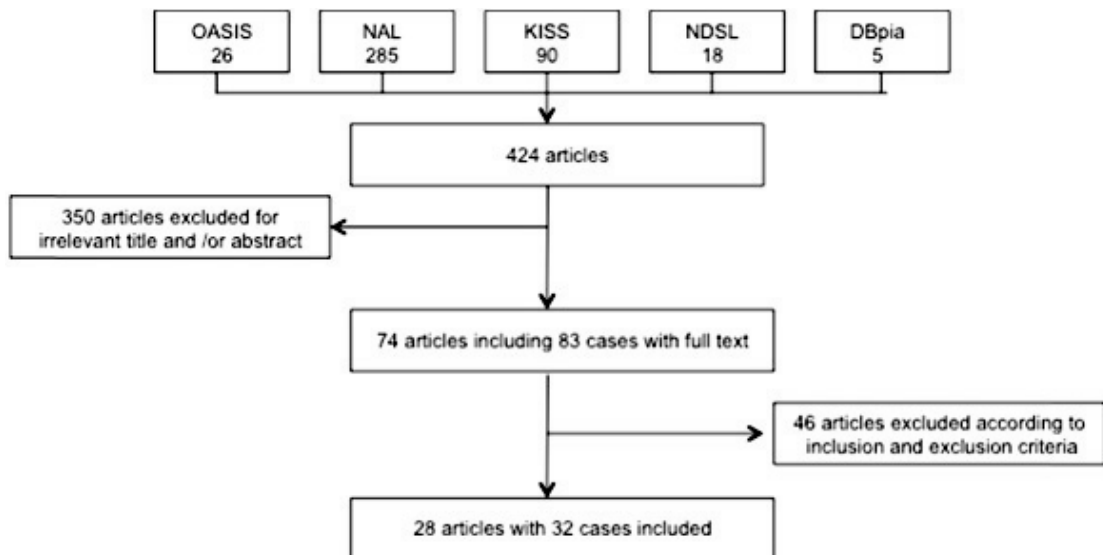 OASIS
26
NAL
285
KISS
90
NDSL
18
DBpia
5
424 articles
350 articles excluded for
irrelevant title and /or abstract
74 articles including 83 cases with full text
46 articles excluded according to
inclusion and exclusion criteria
28 articles with 32 cases included